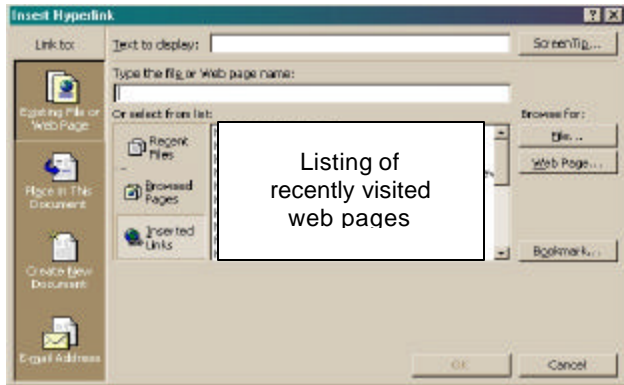 Insert Hyperlink
Link to:
Text to display:
ScreenTip...
Type the file or Web page name:
Existing File or
Web Page
Or select from list:
Browse for:
Recent
Files
File...
Listing of
recently visited
web pages
Web Page...
Place in This
Document
Browsed
Pages
Inserted
Links
Bookmark...
Create New
Document
E-mail Address
OK
Cancel